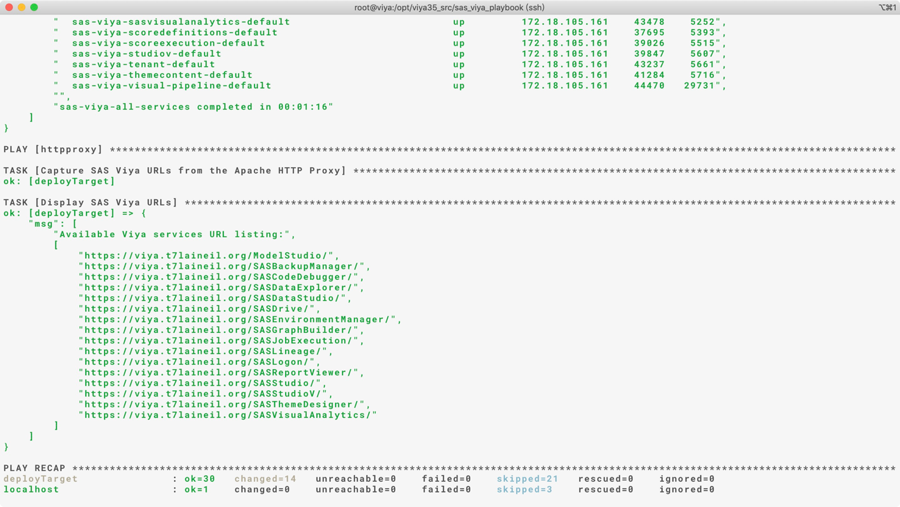 root@viya:/opt/viya35_src/sas_viya_playbook (ssh)
⌥⌘1
"  sas-viya-sasvisualanalytics-default up 172.18.105.161 43478 5252",
"  sas-viya-scoredefinitions-default up 172.18.105.161 37695 5393",
"  sas-viya-scoreexecution-default up 172.18.105.161 39026 5515",
"  sas-viya-studiov-default up 172.18.105.161 39847 5607",
"  sas-viya-tenant-default up 172.18.105.161 43237 5661",
"  sas-viya-themecontent-default up 172.18.105.161 41284 5716",
"  sas-viya-visual-pipeline-default up 172.18.105.161 44470 29731",
"",
"sas-viya-all-services completed in 00:01:16"
]
}
PLAY [httpproxy] ******************************************************************************************************************************
TASK [Capture SAS Viya URLs from the Apache HTTP Proxy] ***************************************************************************************
ok: [deployTarget]
TASK [Display SAS Viya URLs] ******************************************************************************************************************
ok: [deployTarget] => {
"msg": [
"Available Viya services URL listing:",
[
"https://viya.t7laineil.org/ModelStudio/",
"https://viya.t7laineil.org/SASBackupManager/",
"https://viya.t7laineil.org/SASCodeDebugger/",
"https://viya.t7laineil.org/SASDataExplorer/",
"https://viya.t7laineil.org/SASDataStudio/",
"https://viya.t7laineil.org/SASDrive/",
"https://viya.t7laineil.org/SASEnvironmentManager/",
"https://viya.t7laineil.org/SASGraphBuilder/",
"https://viya.t7laineil.org/SASJobExecution/",
"https://viya.t7laineil.org/SASLineage/",
"https://viya.t7laineil.org/SASLogon/",
"https://viya.t7laineil.org/SASReportViewer/",
"https://viya.t7laineil.org/SASStudio/",
"https://viya.t7laineil.org/SASStudioV/",
"https://viya.t7laineil.org/SASThemeDesigner/",
"https://viya.t7laineil.org/SASVisualAnalytics/"
]
]
}
PLAY RECAP ************************************************************************************************************************************
deployTarget : ok=30 changed=14 unreachable=0 failed=0 skipped=21 rescued=0 ignored=0
localhost : ok=1 changed=0 unreachable=0 failed=0 skipped=3 rescued=0 ignored=0